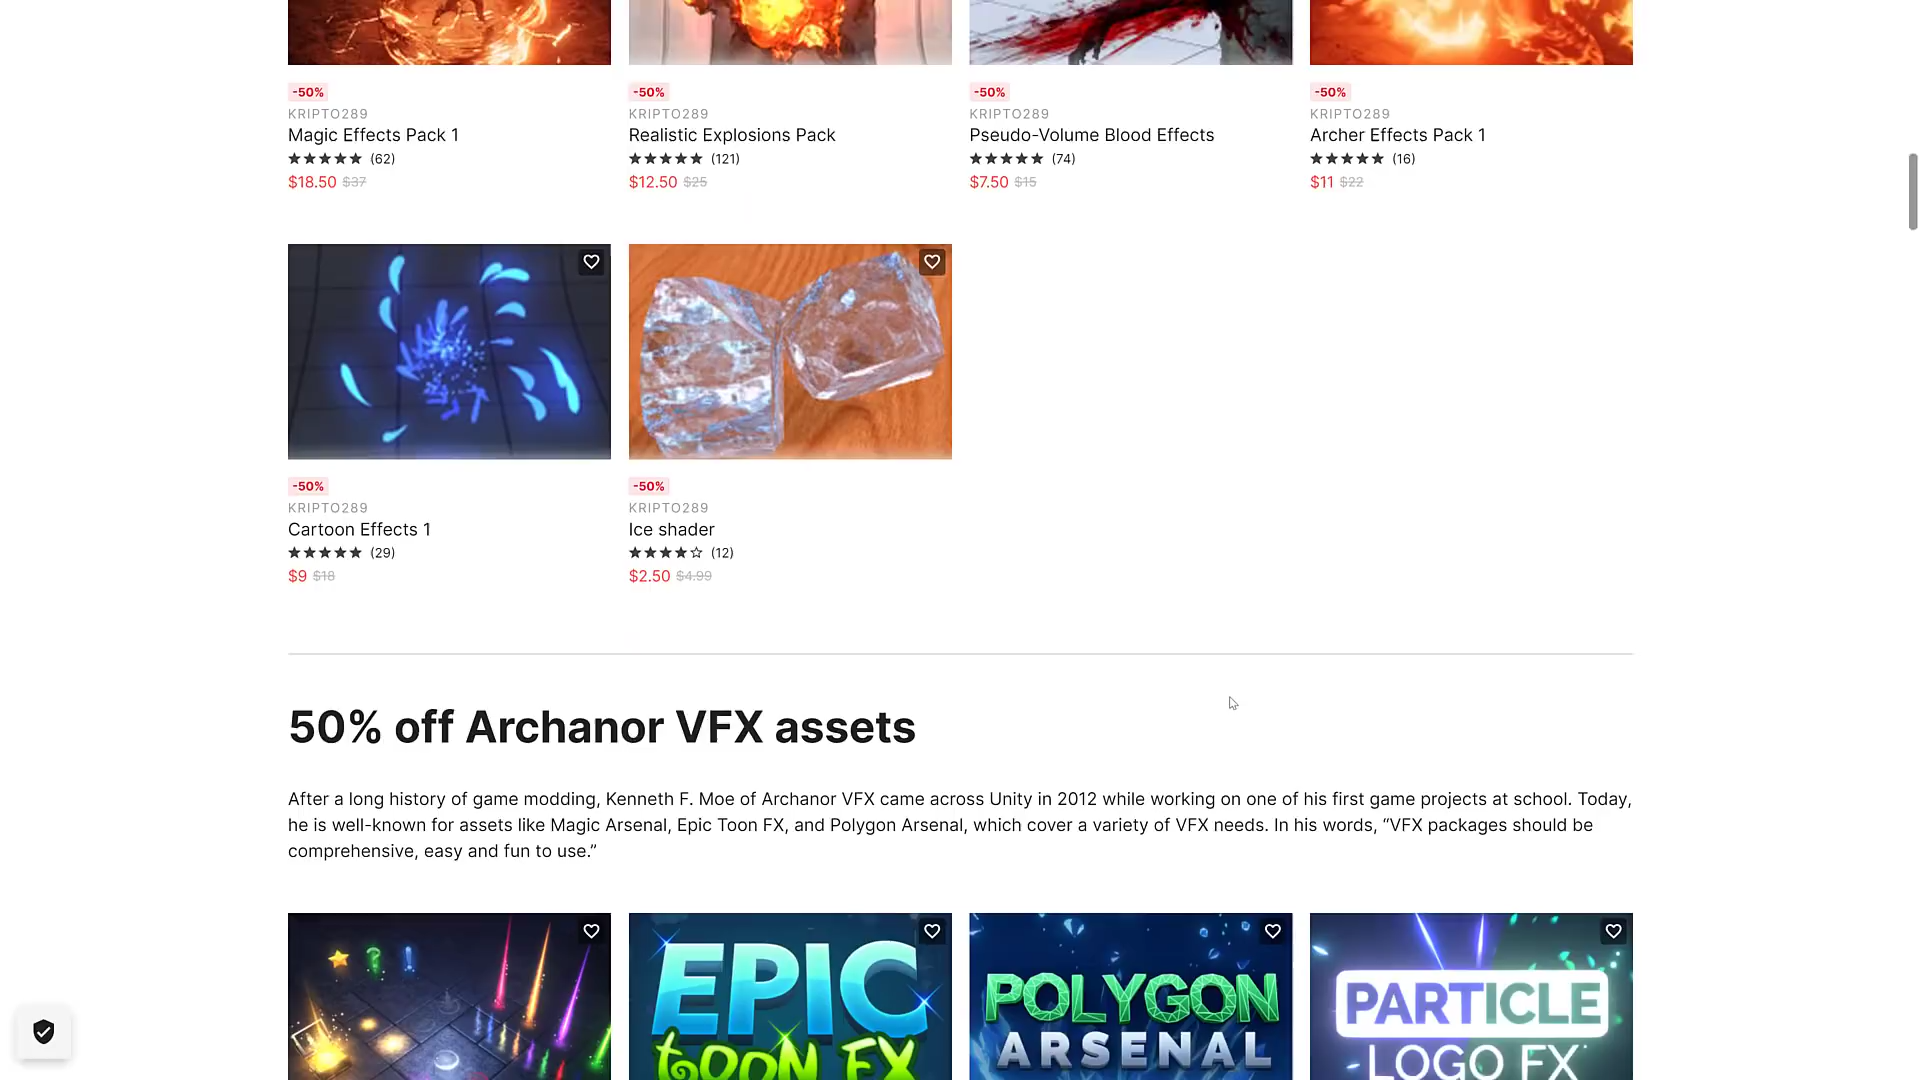 -50%
KRIPTO289
Magic Effects Pack 1
★★★★★ (62)
$18.50 $37
-50%
KRIPTO289
Realistic Explosions Pack
★★★★★ (121)
$12.50 $25
-50%
KRIPTO289
Pseudo-Volume Blood Effects
★★★★★ (74)
$7.50 $15
-50%
KRIPTO289
Archer Effects Pack 1
★★★★★ (16)
$11 $22
-50%
KRIPTO289
Cartoon Effects 1
★★★★★ (29)
$9 $18
-50%
KRIPTO289
Ice shader
★★★★☆ (12)
$2.50 $4.99
50% off Archanor VFX assets
After a long history of game modding, Kenneth F. Moe of Archanor VFX came across Unity in 2012 while working on one of his first game projects at school. Today,
he is well-known for assets like Magic Arsenal, Epic Toon FX, and Polygon Arsenal, which cover a variety of VFX needs. In his words, “VFX packages should be
comprehensive, easy and fun to use.”
EPIC
TOON FX
POLYGON
ARSENAL
PARTICLE
LOGO FX